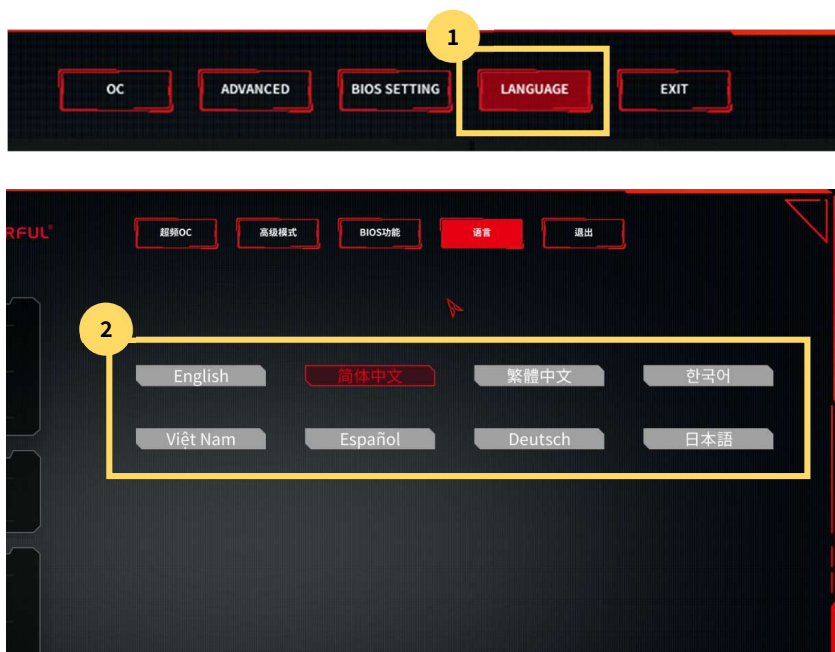 1
OC ADVANCED BIOS SETTING LANGUAGE EXIT
RFUL® 超频OC 高级模式 BIOS功能 语言 退出
2
English 简体中文 繁體中文 한국어
Việt Nam Español Deutsch 日本語